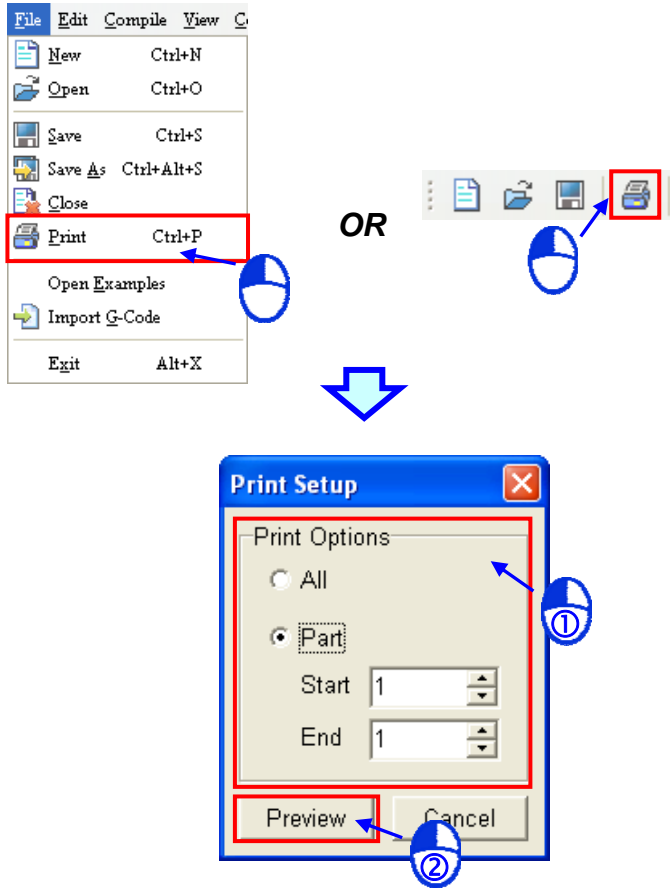 File Edit Compile View
New Ctrl+N
Open Ctrl+O
Save Ctrl+S
Save As Ctrl+Alt+S
Close
Print Ctrl+P
Open Examples
Import G-Code
Exit Alt+X
OR
Print Setup
Print Options
All
Part
Start 1
End 1
①
Preview Cancel
②